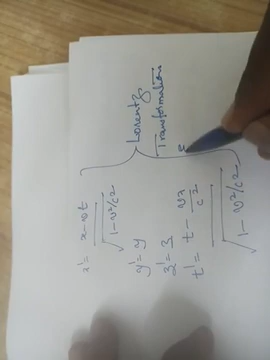 x' = x-vt / √1-v²/c²
y' = y
z' = z
t' = t - vx/c² / √1-v²/c²
Lorentz
Transformation